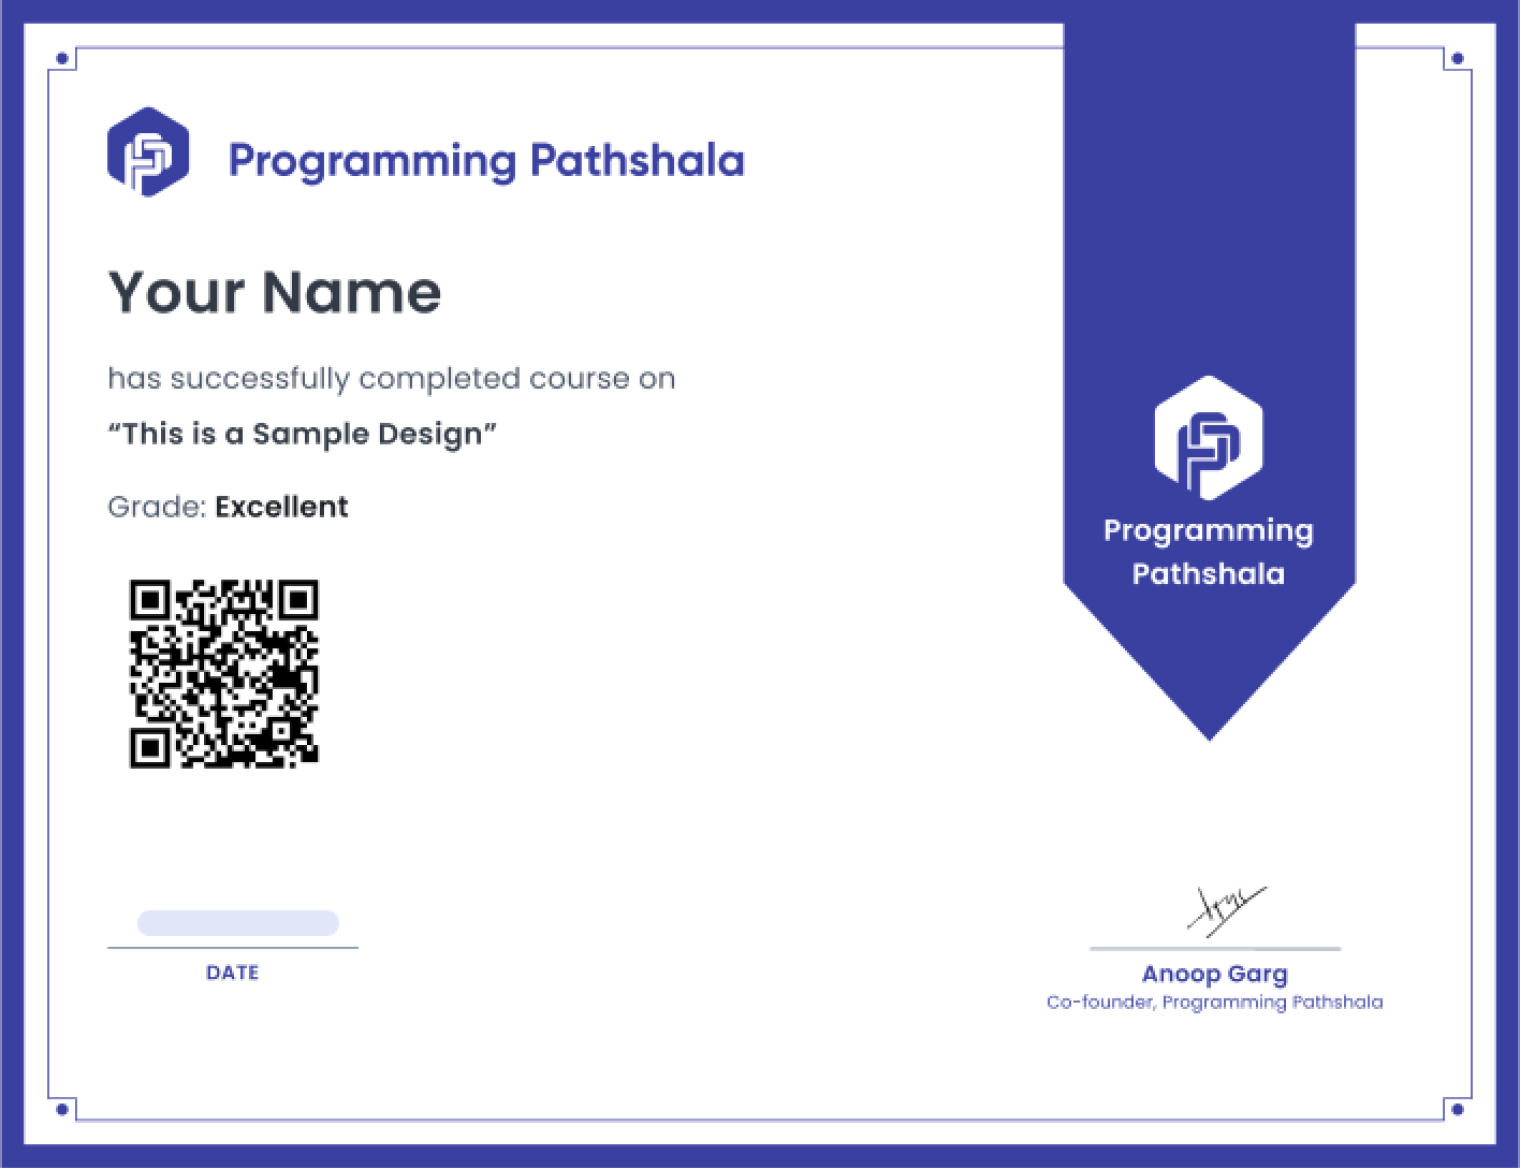 Programming Pathshala
Your Name
has successfully completed course on
“This is a Sample Design”
Grade: Excellent
Programming
Pathshala
DATE
Anoop Garg
Co-founder, Programming Pathshala